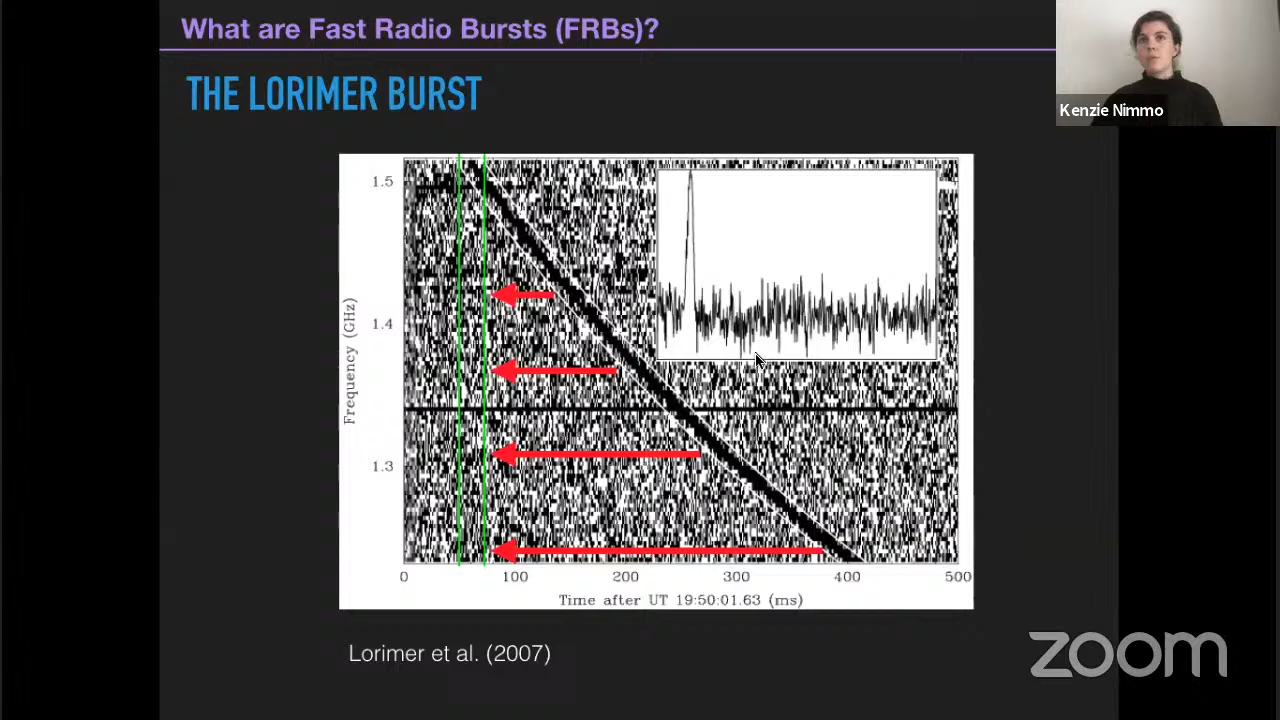 What are Fast Radio Bursts (FRBs)?
THE LORIMER BURST
Kenzie Nimmo
1.5
1.4
1.3
Frequency (GHz)
0 100 200 300 400 500
Time after UT 19:50:01.63 (ms)
Lorimer et al. (2007)
zoom